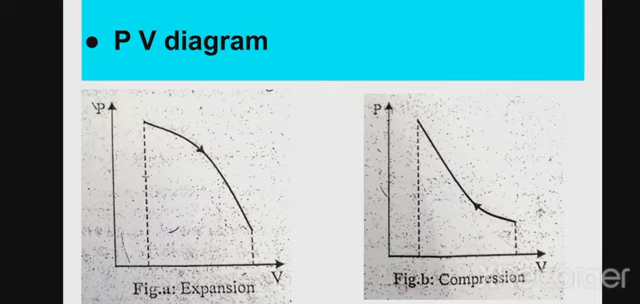 ● P V diagram
P
V
Fig.a: Expansion
P
V
Fig.b: Compression